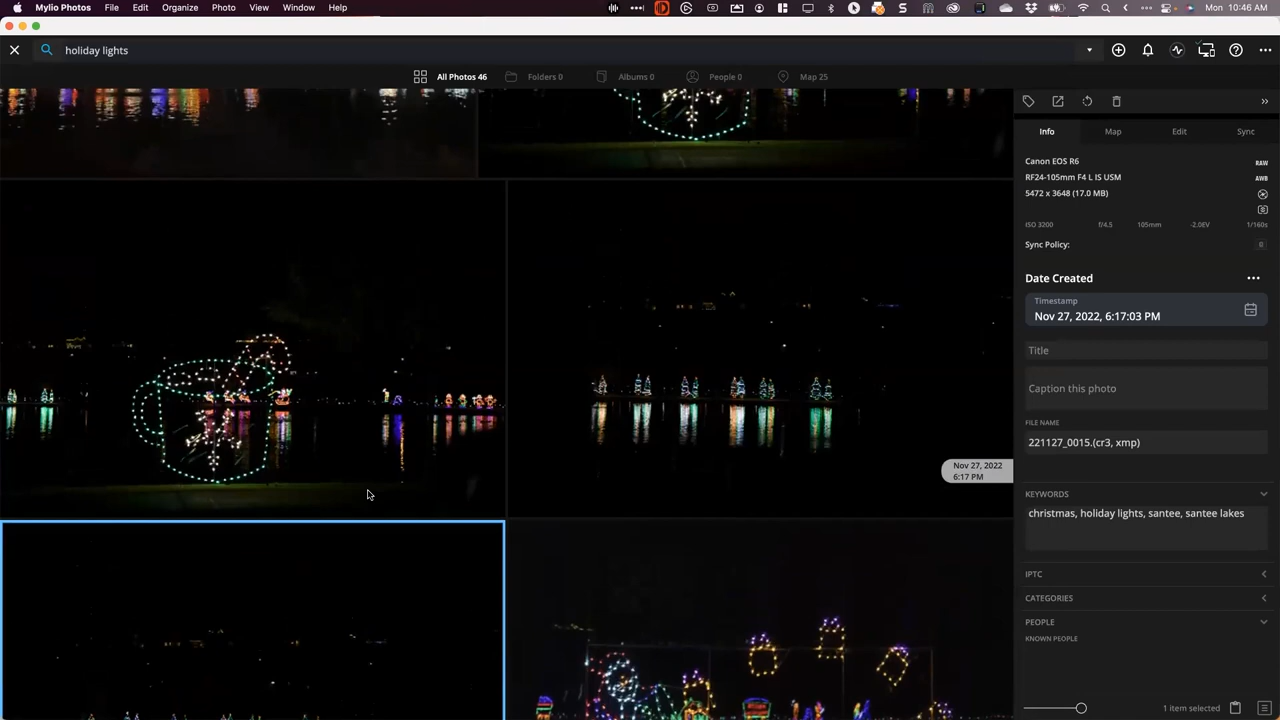 Mylio Photos File Edit Organize Photo View Window Help Mon 10:46 AM
holiday lights
All Photos 46 Folders 0 Albums 0 People 0 Map 25
Info Map Edit Sync
Canon EOS R6 RAW
RF24-105mm F4 L IS USM AWB
5472 x 3648 (17.0 MB)
ISO 3200 f/4.5 105mm -2.0EV 1/160s
Sync Policy: 0
Date Created
Timestamp
Nov 27, 2022, 6:17:03 PM
Title
Caption this photo
FILE NAME
221127_0015.(cr3, xmp)
Nov 27, 2022
6:17 PM
KEYWORDS
christmas, holiday lights, santee, santee lakes
IPTC
CATEGORIES
PEOPLE
KNOWN PEOPLE
1 item selected